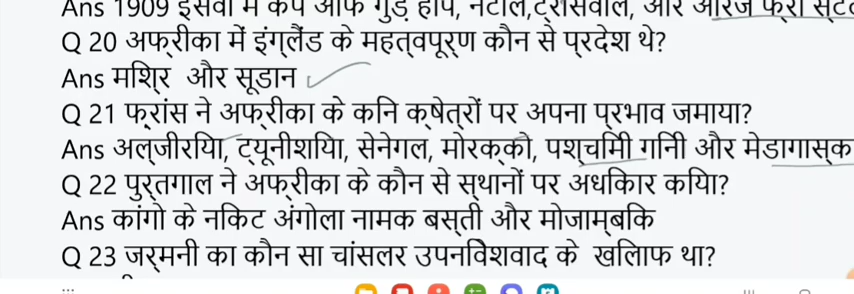 Ans 1909 इसवी में केप ऑफ गुड होप, नेटाल,ट्रांसवाल, और ऑरेंज फ्री
Q 20 अफ्रीका में इंग्लैंड के महत्वपूर्ण कौन से प्रदेश थे?
Ans मिश्र और सूडान
Q 21 फ्रांस ने अफ्रीका के किन क्षेत्रों पर अपना प्रभाव जमाया?
Ans अल्जीरिया, ट्यूनीशिया, सेनेगल, मोरक्को, पश्चिमी गिनी और मेडागास्क
Q 22 पुर्तगाल ने अफ्रीका के कौन से स्थानों पर अधिकार किया?
Ans कांगो के निकट अंगोला नामक बस्ती और मोजाम्बिक
Q 23 जर्मनी का कौन सा चांसलर उपनिवेशवाद के खिलाफ था?